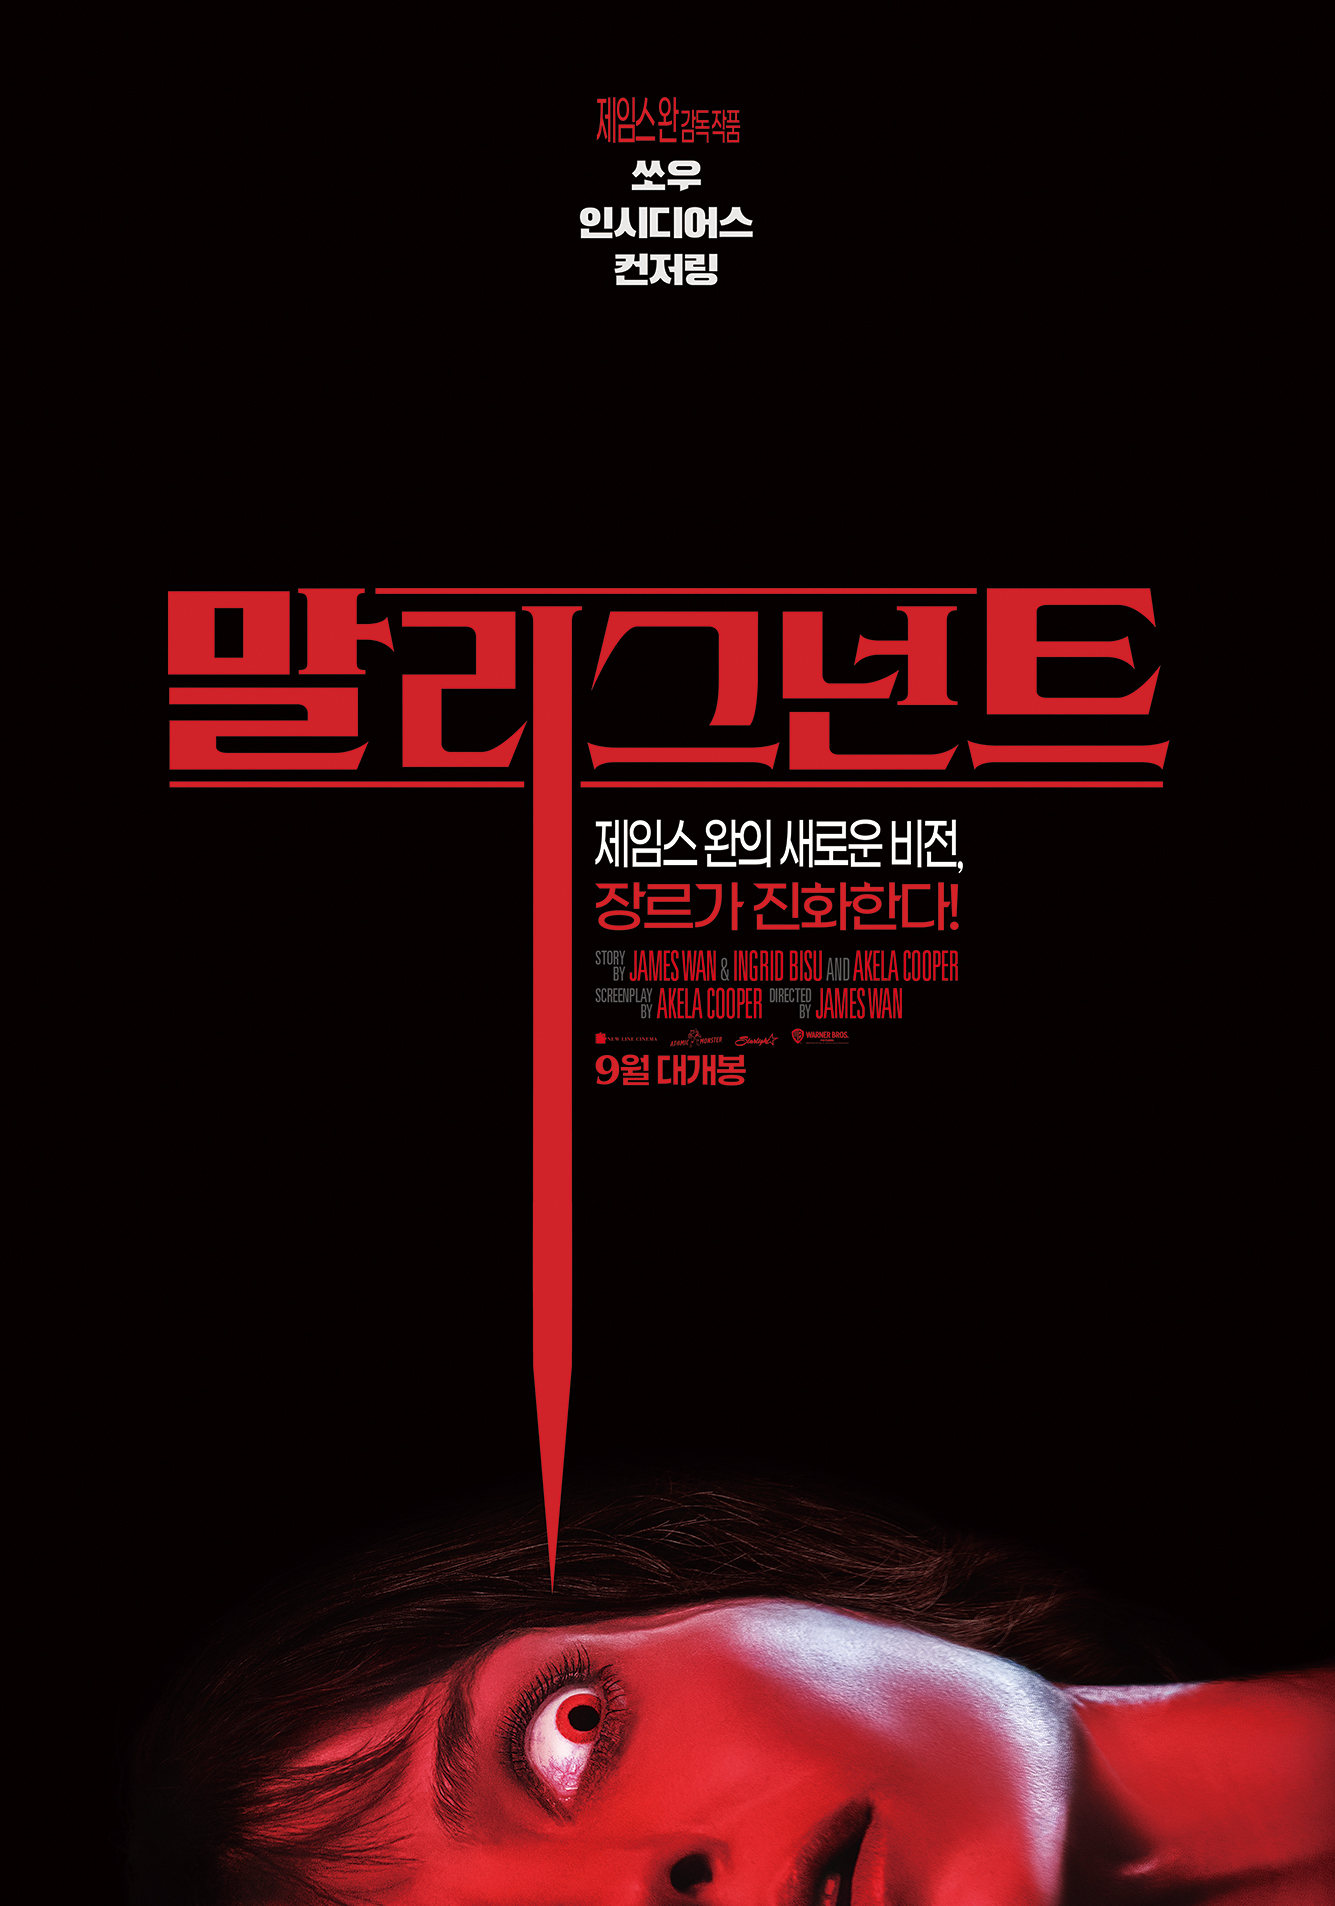 제임스 완 감독 작품
쏘우
인시디어스
컨저링
말리그넌트
제임스 완의 새로운 비전,
장르가 진화한다!
STORY BY JAMES WAN & INGRID BISU AND AKELA COOPER
SCREENPLAY BY AKELA COOPER DIRECTED BY JAMES WAN
NEW LINE CINEMA ATOMIC MONSTER Starlight WARNER BROS.
9월 대개봉